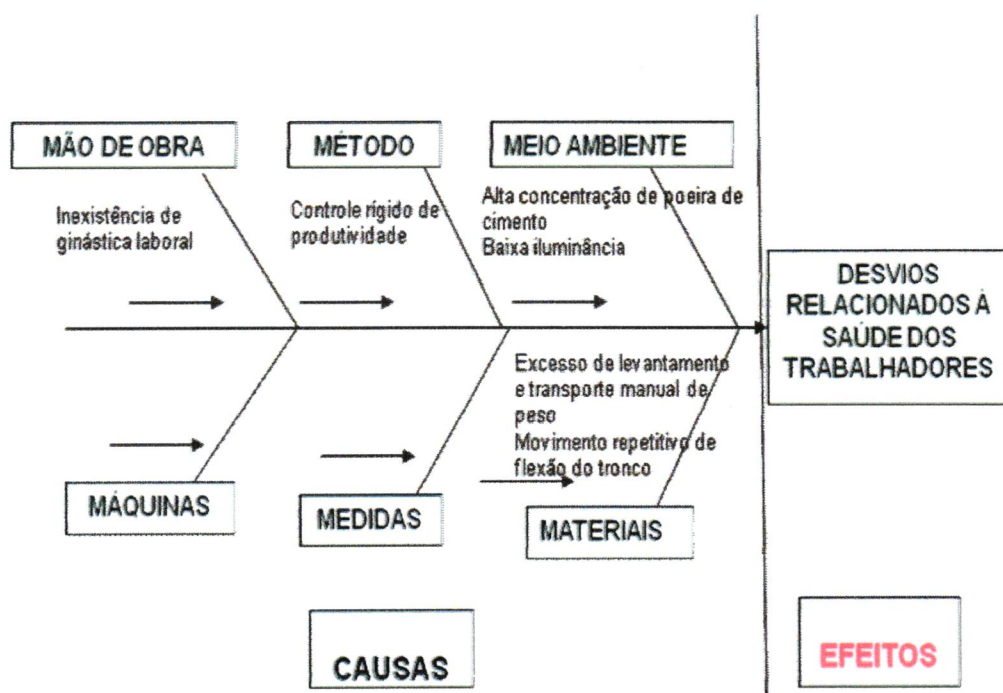 MÃO DE OBRA
MÉTODO
MEIO AMBIENTE
Inexistência de
ginástica laboral
Controle rígido de
produtividade
Alta concentração de poeira de
cimento
Baixa iluminância
DESVIOS
RELACIONADOS À
SAÚDE DOS
TRABALHADORES
Excesso de levantamento
e transporte manual de
peso
Movimento repetitivo de
flexão do tronco
MÁQUINAS
MEDIDAS
MATERIAIS
CAUSAS
EFEITOS